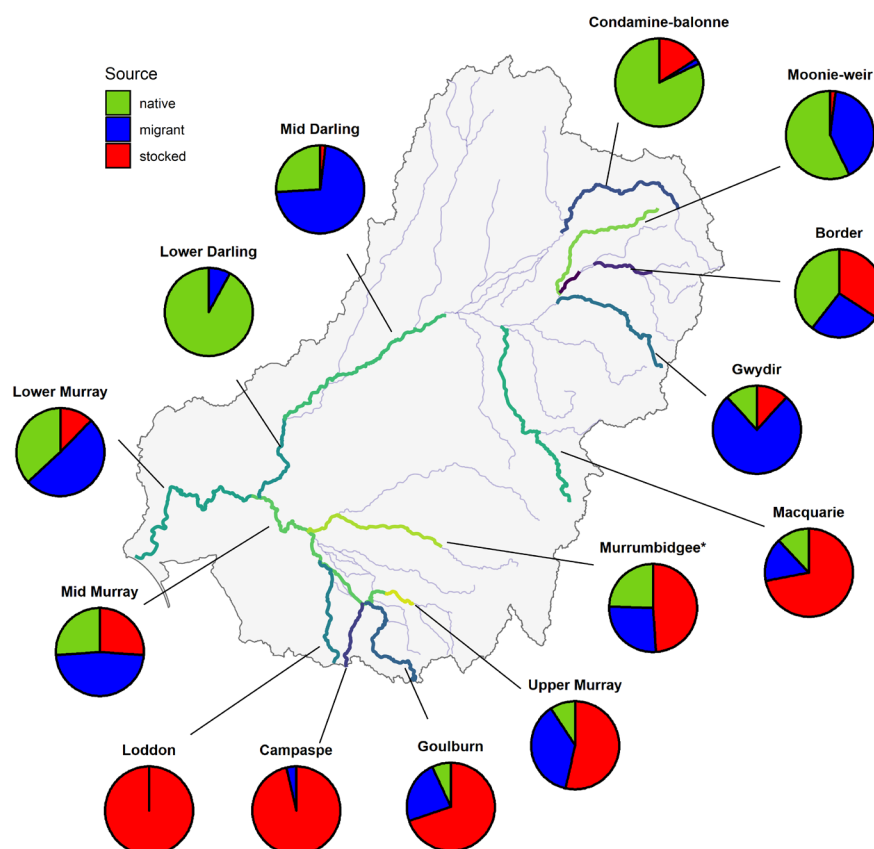 Condamine-balonne
Moonie-weir
Source
native
migrant
stocked
Mid Darling
Border
Lower Darling
Gwydir
Lower Murray
Macquarie
Murrumbidgee*
Mid Murray
Upper Murray
Loddon
Campaspe
Goulburn